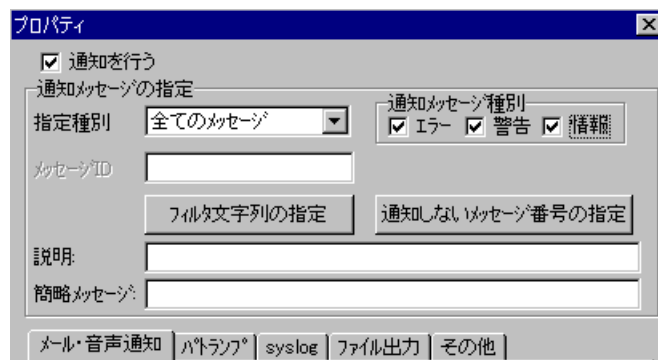 プロパティ
通知を行う
通知メッセージの指定
指定種別 全てのメッセージ
通知メッセージ種別
エラー 警告 情報
メッセージID
フィルタ文字列の指定 通知しないメッセージ番号の指定
説明:
簡略メッセージ:
メール・音声通知 パトランプ syslog ファイル出力 その他